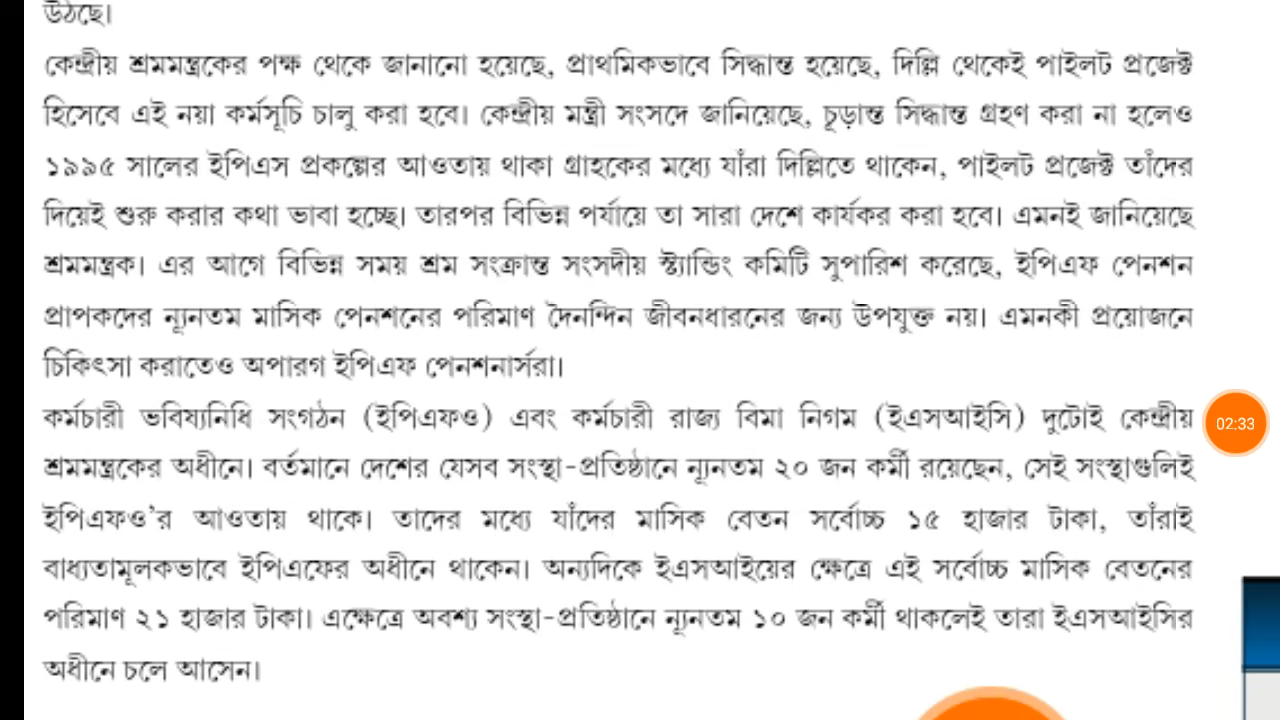 উঠছে।
কেন্দ্রীয় শ্রমমন্ত্রকের পক্ষ থেকে জানানো হয়েছে, প্রাথমিকভাবে সিদ্ধান্ত হয়েছে, দিল্লি থেকেই পাইলট প্রজেক্ট
হিসেবে এই নয়া কর্মসূচি চালু করা হবে। কেন্দ্রীয় মন্ত্রী সংসদে জানিয়েছে, চূড়ান্ত সিদ্ধান্ত গ্রহণ করা না হলেও
১৯৯৫ সালের ইপিএস প্রকল্পের আওতায় থাকা গ্রাহকের মধ্যে যাঁরা দিল্লিতে থাকেন, পাইলট প্রজেক্ট তাঁদের
দিয়েই শুরু করার কথা ভাবা হচ্ছে। তারপর বিভিন্ন পর্যায়ে তা সারা দেশে কার্যকর করা হবে। এমনই জানিয়েছে
শ্রমমন্ত্রক। এর আগে বিভিন্ন সময় শ্রম সংক্রান্ত সংসদীয় স্ট্যান্ডিং কমিটি সুপারিশ করেছে, ইপিএফ পেনশন
প্রাপকদের ন্যূনতম মাসিক পেনশনের পরিমাণ দৈনন্দিন জীবনধারনের জন্য উপযুক্ত নয়। এমনকী প্রয়োজনে
চিকিৎসা করাতেও অপারগ ইপিএফ পেনশনার্সরা।
কর্মচারী ভবিষ্যনিধি সংগঠন (ইপিএফও) এবং কর্মচারী রাজ্য বিমা নিগম (ইএসআইসি) দুটোই কেন্দ্রীয়
শ্রমমন্ত্রকের অধীনে। বর্তমানে দেশের যেসব সংস্থা-প্রতিষ্ঠানে ন্যূনতম ২০ জন কর্মী রয়েছেন, সেই সংস্থাগুলিই
ইপিএফও'র আওতায় থাকে। তাদের মধ্যে যাঁদের মাসিক বেতন সর্বোচ্চ ১৫ হাজার টাকা, তাঁরাই
বাধ্যতামূলকভাবে ইপিএফের অধীনে থাকেন। অন্যদিকে ইএসআইয়ের ক্ষেত্রে এই সর্বোচ্চ মাসিক বেতনের
পরিমাণ ২১ হাজার টাকা। এক্ষেত্রে অবশ্য সংস্থা-প্রতিষ্ঠানে ন্যূনতম ১০ জন কর্মী থাকলেই তারা ইএসআইসির
অধীনে চলে আসেন।
02:33